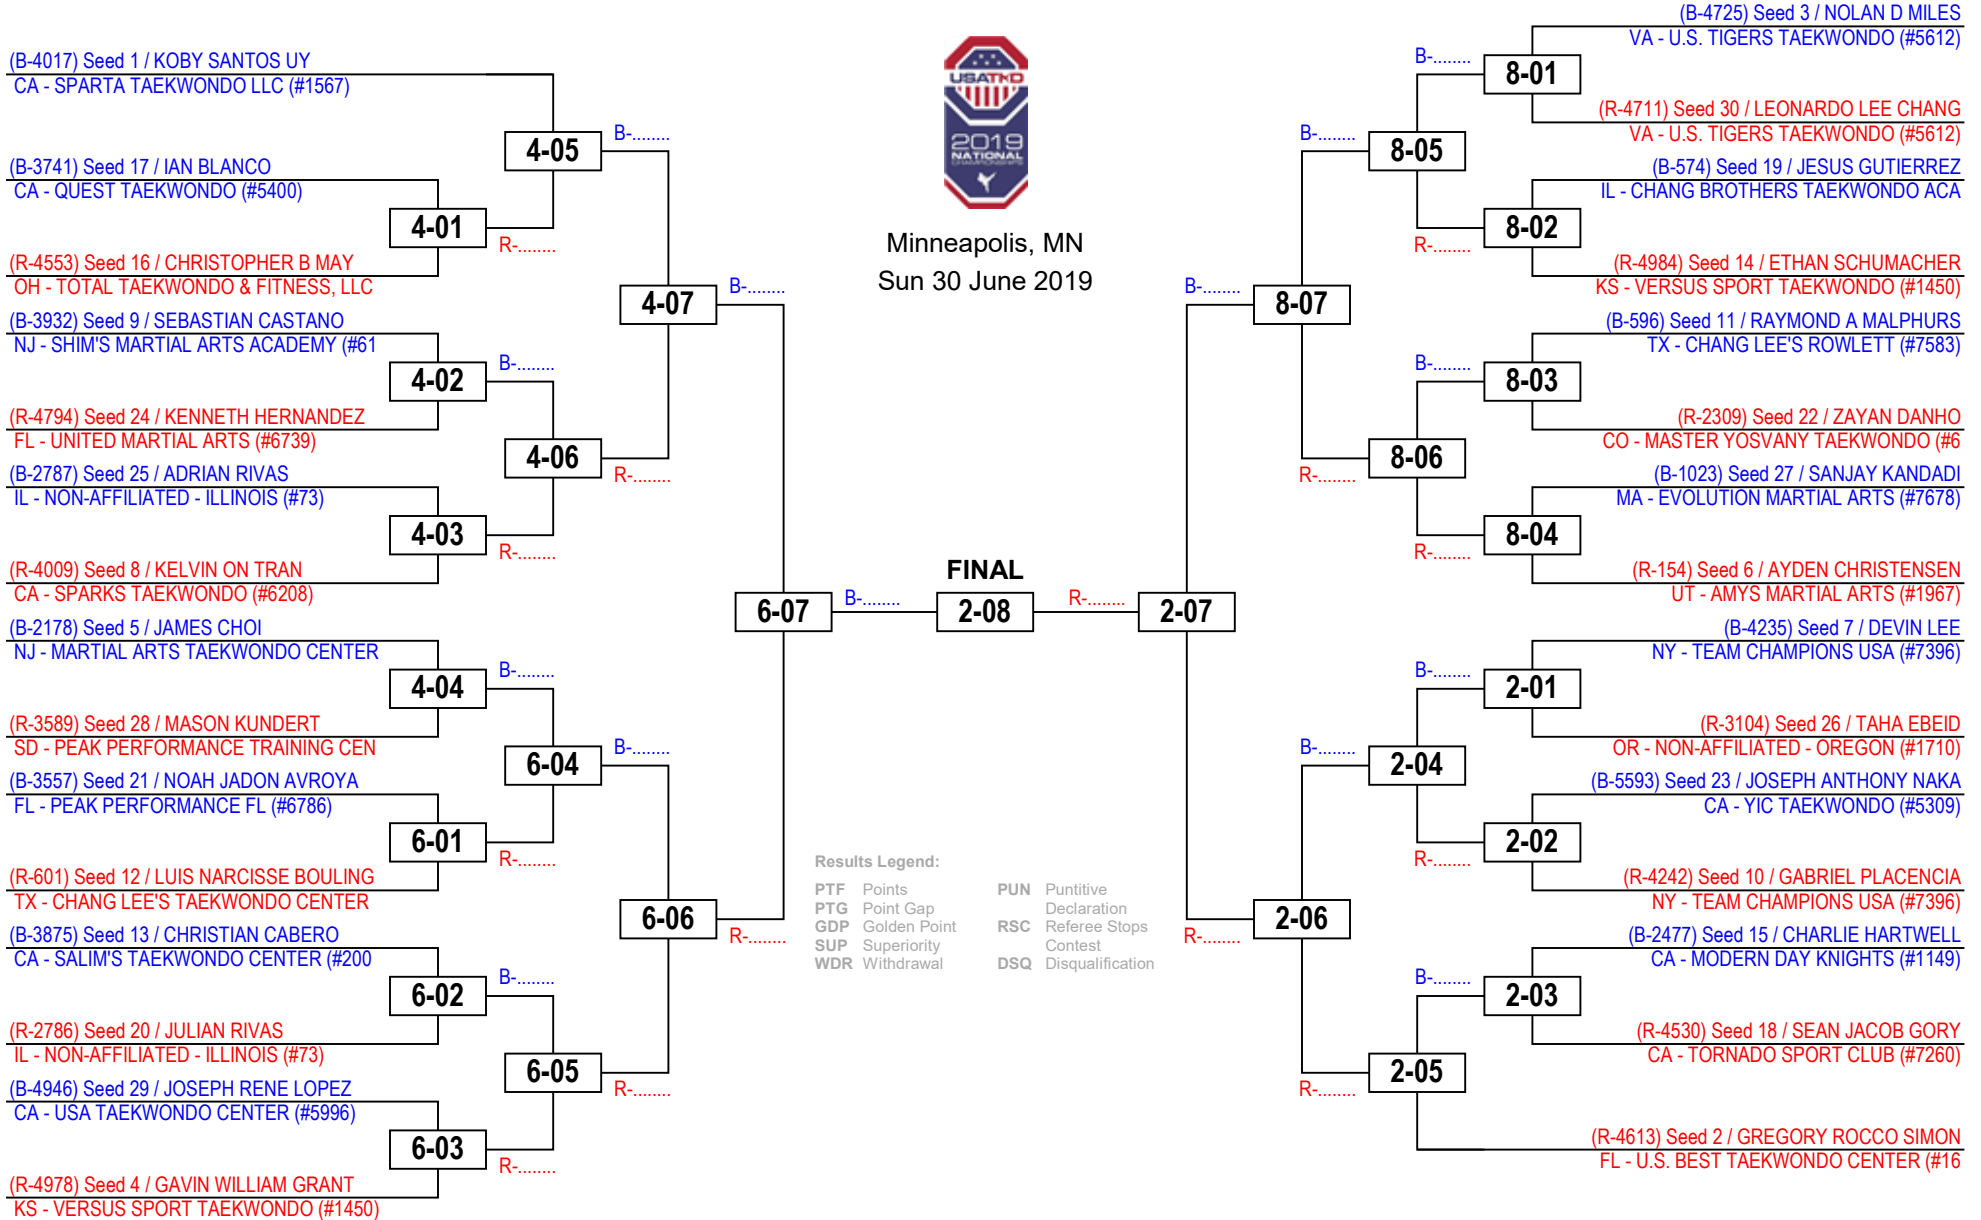 (B-4017) Seed 1 / KOBY SANTOS UY
CA - SPARTA TAEKWONDO LLC (#1567)
(B-3741) Seed 17 / IAN BLANCO
CA - QUEST TAEKWONDO (#5400)
(R-4553) Seed 16 / CHRISTOPHER B MAY
OH - TOTAL TAEKWONDO & FITNESS, LLC
(B-3932) Seed 9 / SEBASTIAN CASTANO
NJ - SHIM'S MARTIAL ARTS ACADEMY (#61
(R-4794) Seed 24 / KENNETH HERNANDEZ
FL - UNITED MARTIAL ARTS (#6739)
(B-2787) Seed 25 / ADRIAN RIVAS
IL - NON-AFFILIATED - ILLINOIS (#73)
(R-4009) Seed 8 / KELVIN ON TRAN
CA - SPARKS TAEKWONDO (#6208)
(B-2178) Seed 5 / JAMES CHOI
NJ - MARTIAL ARTS TAEKWONDO CENTER
(R-3589) Seed 28 / MASON KUNDERT
SD - PEAK PERFORMANCE TRAINING CEN
(B-3557) Seed 21 / NOAH JADON AVROYA
FL - PEAK PERFORMANCE FL (#6786)
(R-601) Seed 12 / LUIS NARCISSE BOULING
TX - CHANG LEE'S TAEKWONDO CENTER
(B-3875) Seed 13 / CHRISTIAN CABERO
CA - SALIM'S TAEKWONDO CENTER (#200
(R-2786) Seed 20 / JULIAN RIVAS
IL - NON-AFFILIATED - ILLINOIS (#73)
(B-4946) Seed 29 / JOSEPH RENE LOPEZ
CA - USA TAEKWONDO CENTER (#5996)
(R-4978) Seed 4 / GAVIN WILLIAM GRANT
KS - VERSUS SPORT TAEKWONDO (#1450)
4-01
4-02
4-03
4-04
6-01
6-02
6-03
R-........
B-........
R-........
B-........
R-........
B-........
R-........
4-05
4-06
6-04
6-05
B-........
R-........
B-........
R-........
4-07
6-06
B-........
R-........
6-07
B-........
USATKD
2019
NATIONAL
CHAMPIONSHIPS
Minneapolis, MN
Sun 30 June 2019
FINAL
2-08
Results Legend:
PTF Points
PTG Point Gap
GDP Golden Point
SUP Superiority
WDR Withdrawal
PUN Puntitive
Declaration
RSC Referee Stops
Contest
DSQ Disqualification
R-........
2-07
B-........
R-........
8-07
2-06
B-........
R-........
B-........
R-........
8-05
8-06
2-04
2-05
B-........
R-........
B-........
R-........
B-........
R-........
B-........
8-01
8-02
8-03
8-04
2-01
2-02
2-03
(B-4725) Seed 3 / NOLAN D MILES
VA - U.S. TIGERS TAEKWONDO (#5612)
(R-4711) Seed 30 / LEONARDO LEE CHANG
VA - U.S. TIGERS TAEKWONDO (#5612)
(B-574) Seed 19 / JESUS GUTIERREZ
IL - CHANG BROTHERS TAEKWONDO ACA
(R-4984) Seed 14 / ETHAN SCHUMACHER
KS - VERSUS SPORT TAEKWONDO (#1450)
(B-596) Seed 11 / RAYMOND A MALPHURS
TX - CHANG LEE'S ROWLETT (#7583)
(R-2309) Seed 22 / ZAYAN DANHO
CO - MASTER YOSVANY TAEKWONDO (#6
(B-1023) Seed 27 / SANJAY KANDADI
MA - EVOLUTION MARTIAL ARTS (#7678)
(R-154) Seed 6 / AYDEN CHRISTENSEN
UT - AMYS MARTIAL ARTS (#1967)
(B-4235) Seed 7 / DEVIN LEE
NY - TEAM CHAMPIONS USA (#7396)
(R-3104) Seed 26 / TAHA EBEID
OR - NON-AFFILIATED - OREGON (#1710)
(B-5593) Seed 23 / JOSEPH ANTHONY NAKA
CA - YIC TAEKWONDO (#5309)
(R-4242) Seed 10 / GABRIEL PLACENCIA
NY - TEAM CHAMPIONS USA (#7396)
(B-2477) Seed 15 / CHARLIE HARTWELL
CA - MODERN DAY KNIGHTS (#1149)
(R-4530) Seed 18 / SEAN JACOB GORY
CA - TORNADO SPORT CLUB (#7260)
(R-4613) Seed 2 / GREGORY ROCCO SIMON
FL - U.S. BEST TAEKWONDO CENTER (#16